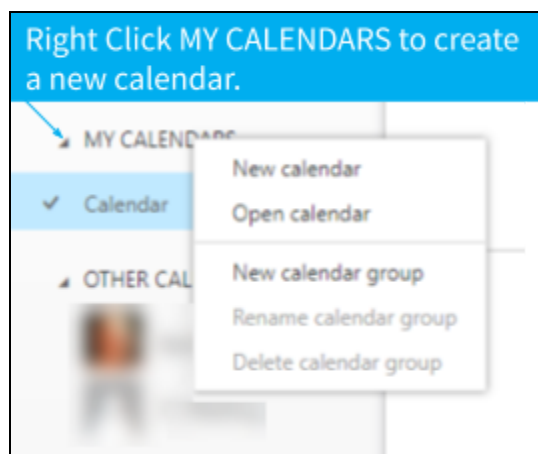 Right Click MY CALENDARS to create
a new calendar.
MY CALENDARS
New calendar
Calendar
Open calendar
OTHER CAL
New calendar group
Rename calendar group
Delete calendar group